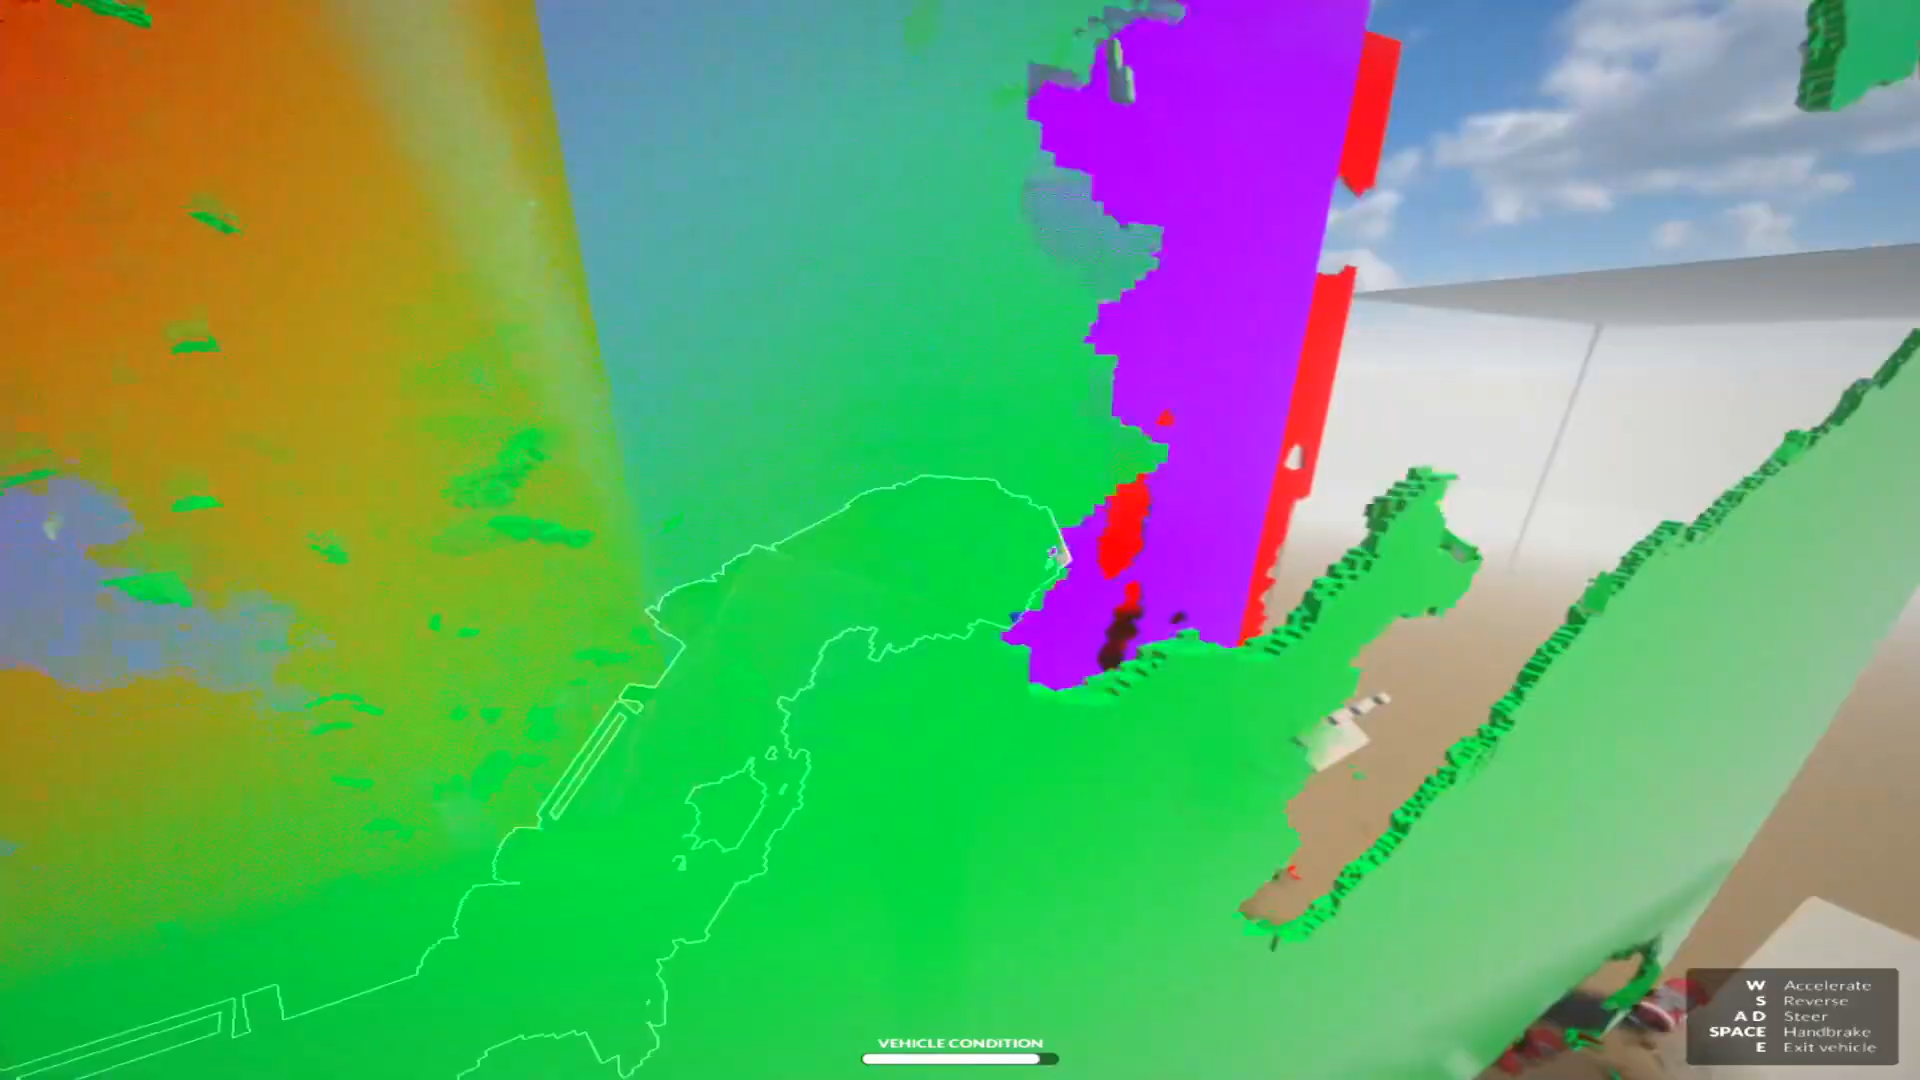 VEHICLE CONDITION
W Accelerate
S Reverse
A D Steer
SPACE Handbrake
E Exit vehicle